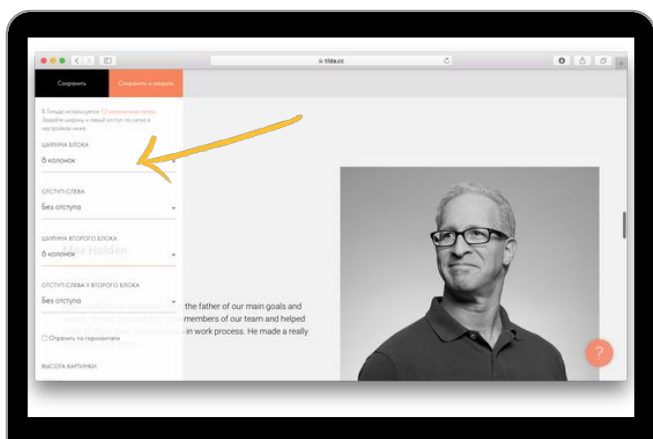 tilda.cc
Сохранить
Сохранить и закрыть
В Тильде используется 12-колоночная сетка.
Задайте ширину и левый отступ по сетке в
настройках ниже.
ШИРИНА БЛОКА
6 колонок
ОТСТУП СЛЕВА
Без отступа
ШИРИНА ВТОРОГО БЛОКА
6 колонок
Max Holden
ОТСТУП СЛЕВА У ВТОРОГО БЛОКА
Без отступа
the father of our main goals and
members of our team and helped
in work process. He made a really
Отразить по горизонтали
ВЫСОТА КАРТИНКИ
?